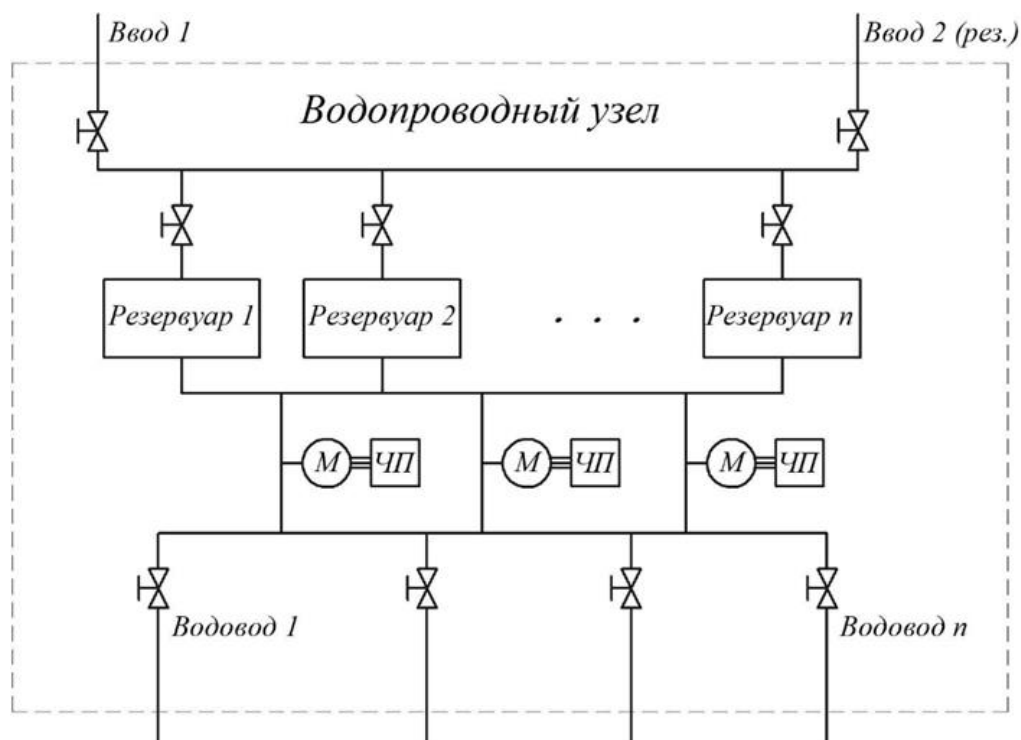 Ввод 1
Ввод 2 (рез.)
Водопроводный узел
Резервуар 1
Резервуар 2
. . .
Резервуар n
М
ЧП
М
ЧП
М
ЧП
Водовод 1
Водовод n